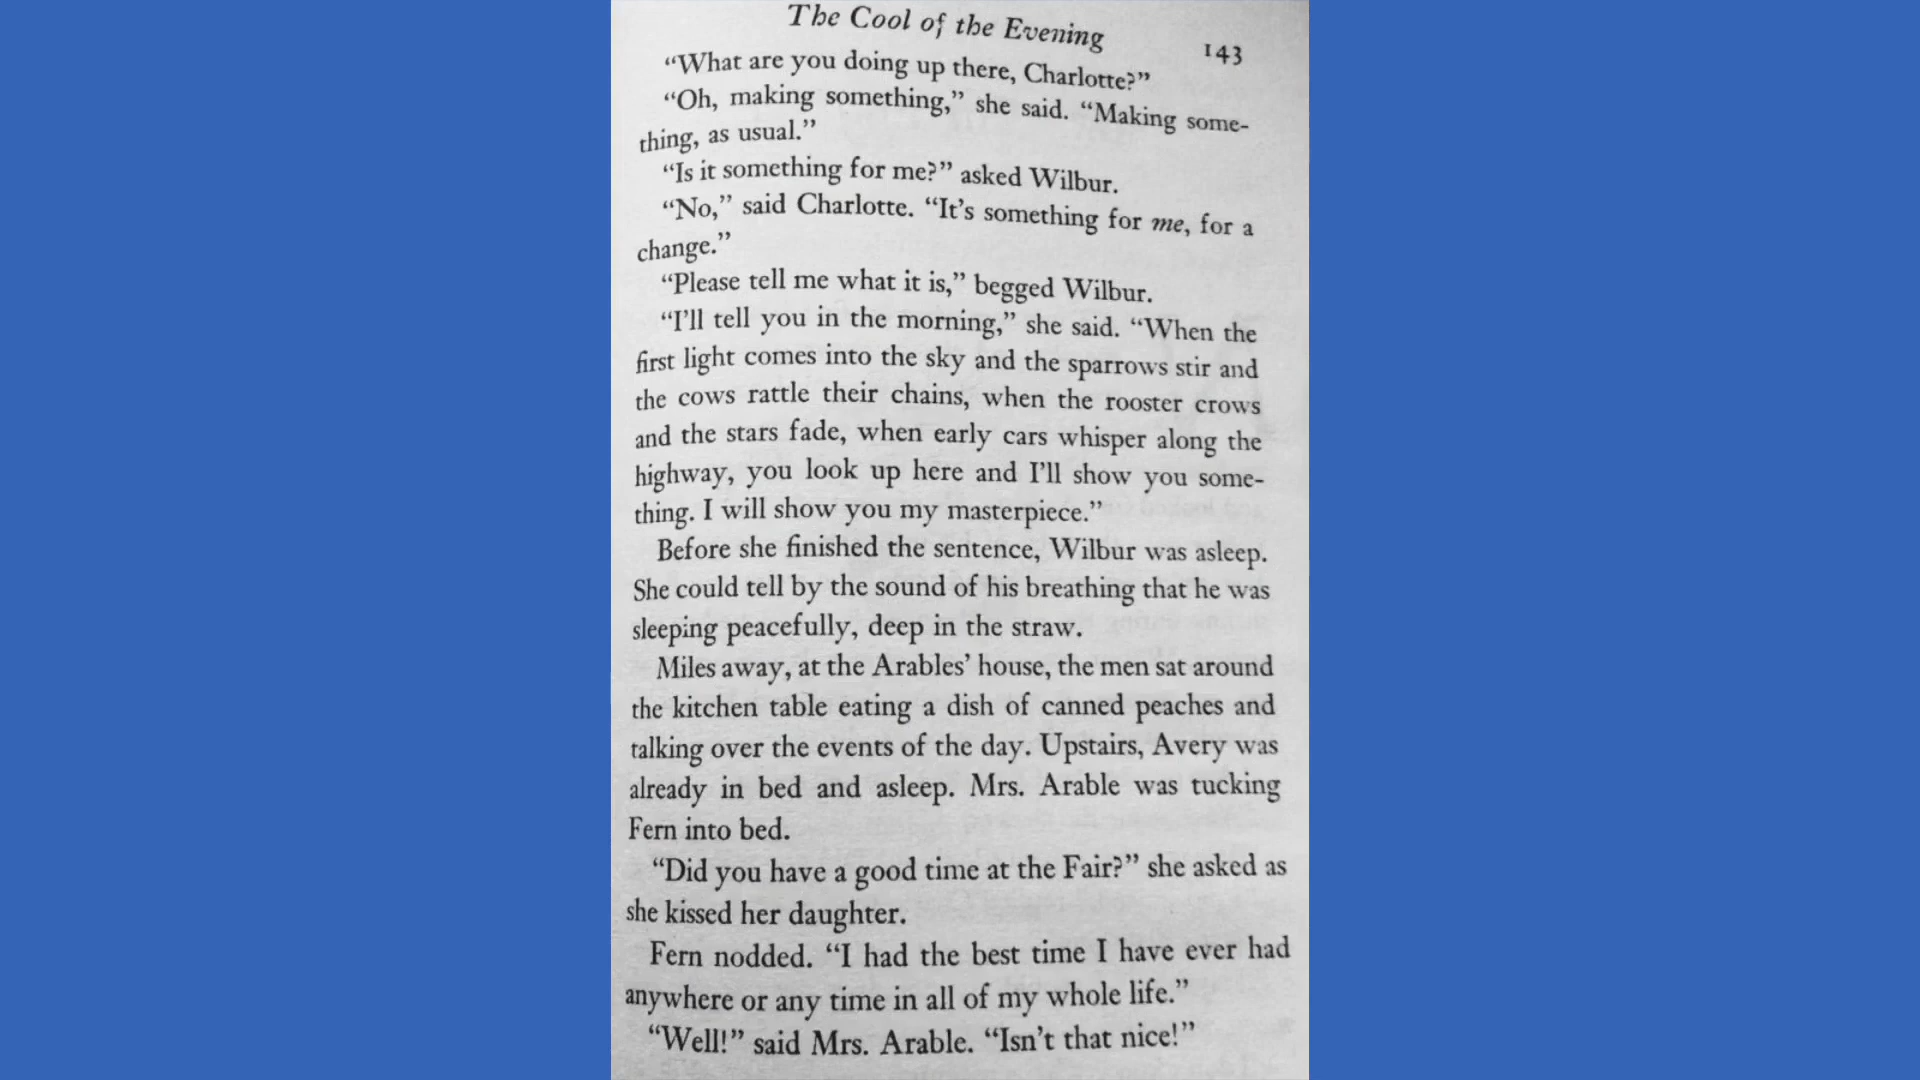 The Cool of the Evening 143
“What are you doing up there, Charlotte?”
“Oh, making something,” she said. “Making some-
thing, as usual.”
“Is it something for me?” asked Wilbur.
“No,” said Charlotte. “It’s something for me, for a
change.”
“Please tell me what it is,” begged Wilbur.
“I’ll tell you in the morning,” she said. “When the
first light comes into the sky and the sparrows stir and
the cows rattle their chains, when the rooster crows
and the stars fade, when early cars whisper along the
highway, you look up here and I’ll show you some-
thing. I will show you my masterpiece.”
Before she finished the sentence, Wilbur was asleep.
She could tell by the sound of his breathing that he was
sleeping peacefully, deep in the straw.
Miles away, at the Arables’ house, the men sat around
the kitchen table eating a dish of canned peaches and
talking over the events of the day. Upstairs, Avery was
already in bed and asleep. Mrs. Arable was tucking
Fern into bed.
“Did you have a good time at the Fair?” she asked as
she kissed her daughter.
Fern nodded. “I had the best time I have ever had
anywhere or any time in all of my whole life.”
“Well!” said Mrs. Arable. “Isn’t that nice!”